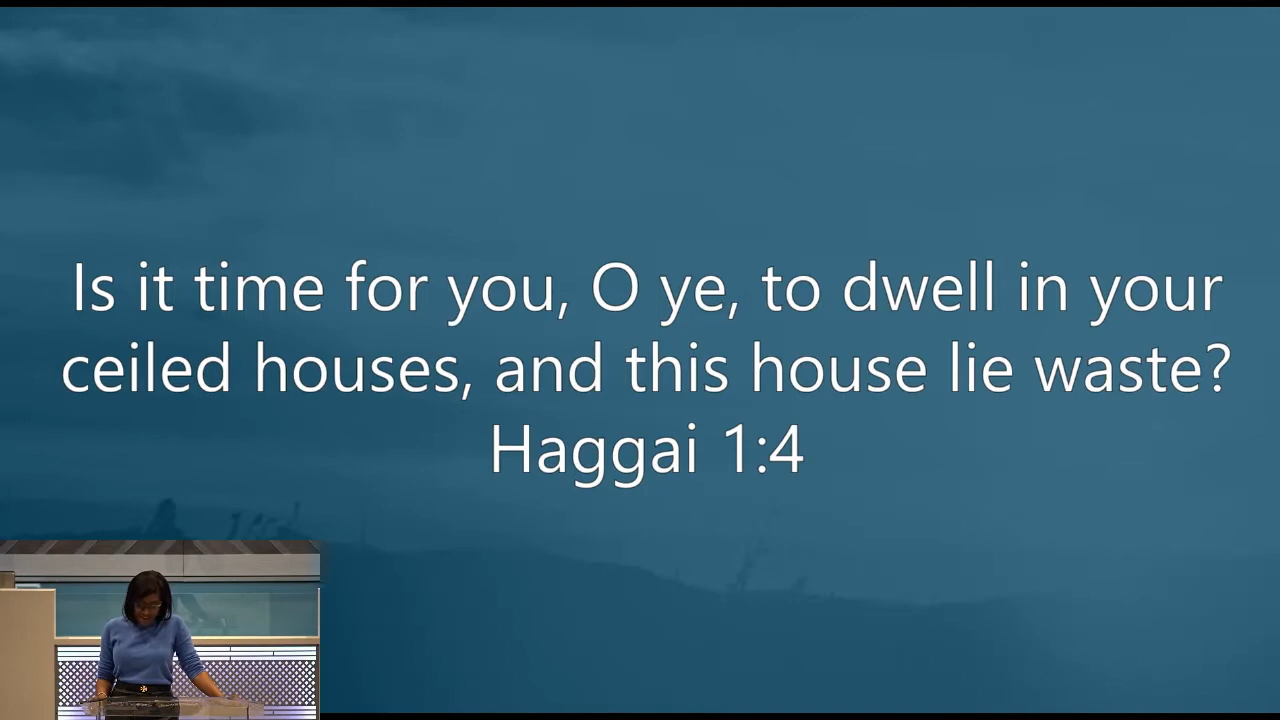 Is it time for you, O ye, to dwell in your
ceiled houses, and this house lie waste?
Haggai 1:4